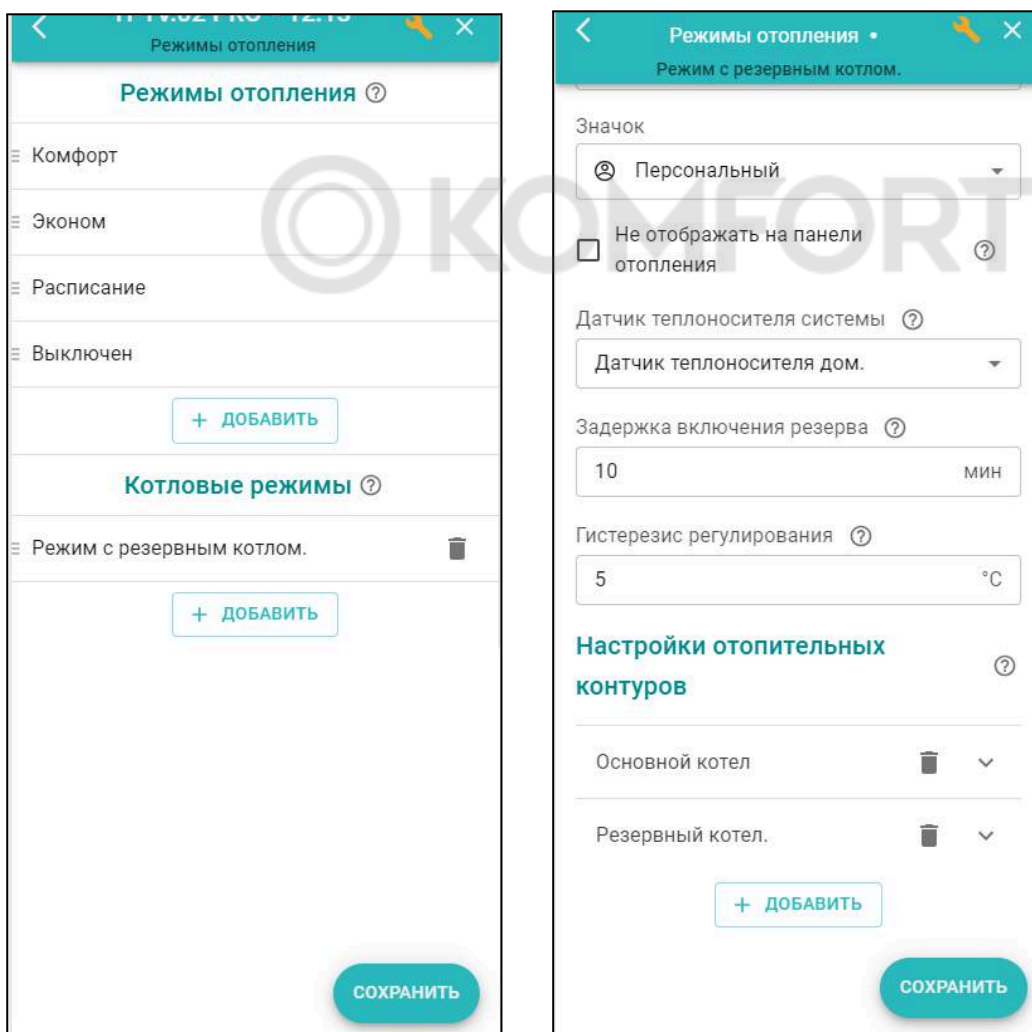 Режимы отопления
Режимы отопления
Комфорт
Эконом
Расписание
Выключен
+ ДОБАВИТЬ
Котловые режимы
Режим с резервным котлом.
+ ДОБАВИТЬ
СОХРАНИТЬ
Режимы отопления •
Режим с резервным котлом.
Значок
Персональный
Не отображать на панели
отопления
Датчик теплоносителя системы
Датчик теплоносителя дом.
Задержка включения резерва
10 мин
Гистерезис регулирования
5 °C
Настройки отопительных
контуров
Основной котел
Резервный котел.
+ ДОБАВИТЬ
СОХРАНИТЬ
KOMFORT